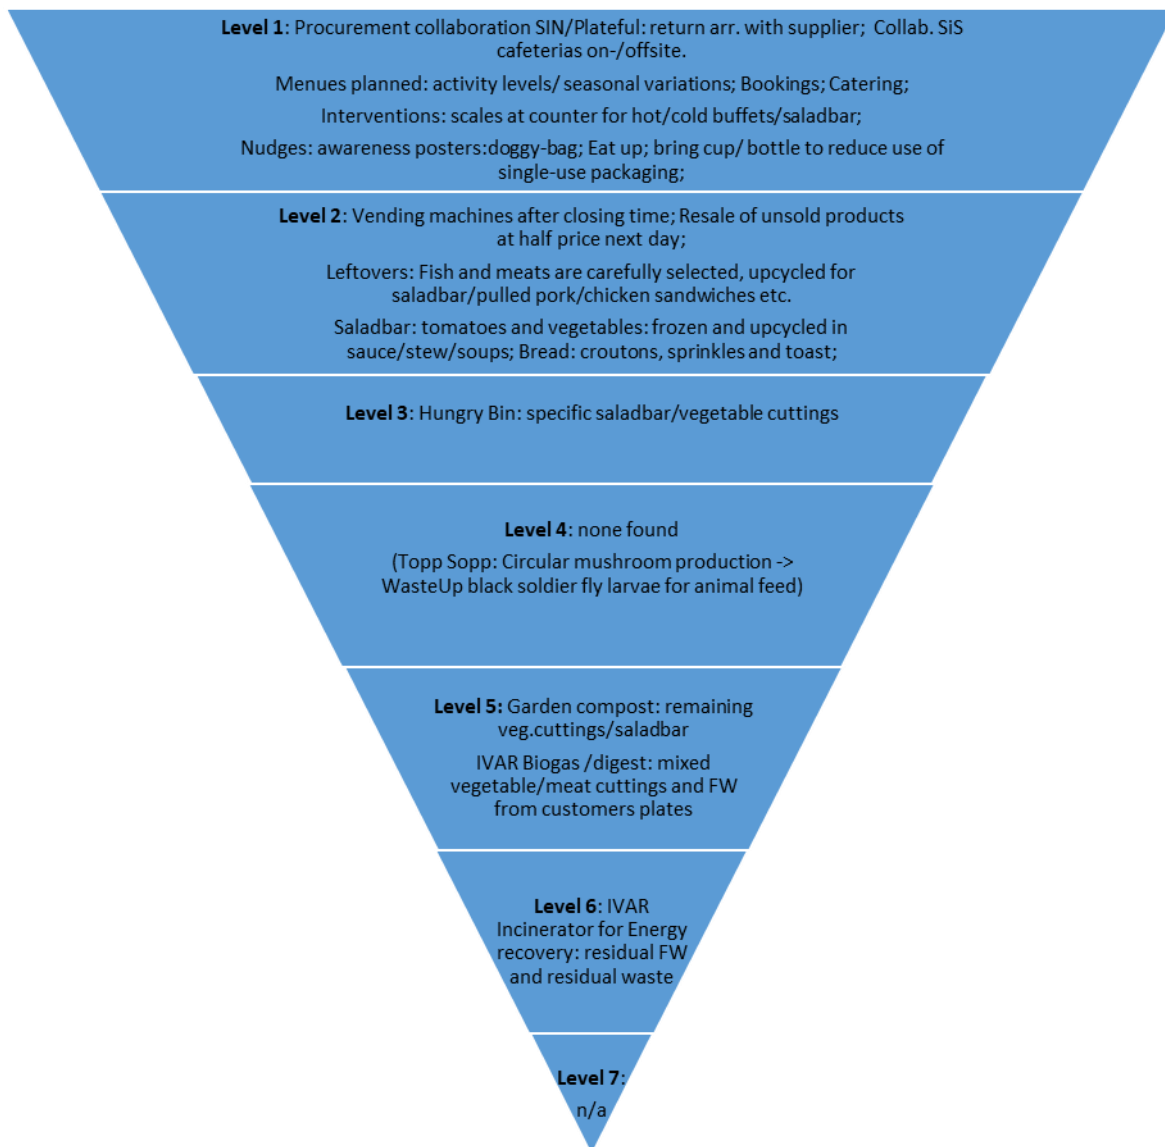 Level 1: Procurement collaboration SIN/Plateful: return arr. with supplier;  Collab. SiS
cafeterias on-/offsite.
Menues planned: activity levels/ seasonal variations; Bookings; Catering;
Interventions: scales at counter for hot/cold buffets/saladbar;
Nudges: awareness posters:doggy-bag; Eat up; bring cup/ bottle to reduce use of
single-use packaging;
Level 2: Vending machines after closing time; Resale of unsold products
at half price next day;
Leftovers: Fish and meats are carefully selected, upcycled for
saladbar/pulled pork/chicken sandwiches etc.
Saladbar: tomatoes and vegetables: frozen and upcycled in
sauce/stew/soups; Bread: croutons, sprinkles and toast;
Level 3: Hungry Bin: specific saladbar/vegetable cuttings
Level 4: none found
(Topp Sopp: Circular mushroom production ->
WasteUp black soldier fly larvae for animal feed)
Level 5: Garden compost: remaining
veg.cuttings/saladbar
IVAR Biogas /digest: mixed
vegetable/meat cuttings and FW
from customers plates
Level 6: IVAR
Incinerator for Energy
recovery: residual FW
and residual waste
Level 7:
n/a